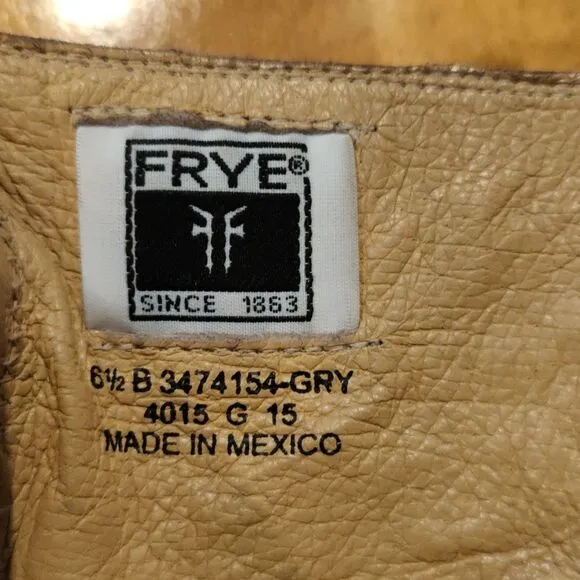 FRYE®
SINCE 1863
6½ B 3474154-GRY
4015 G 15
MADE IN MEXICO